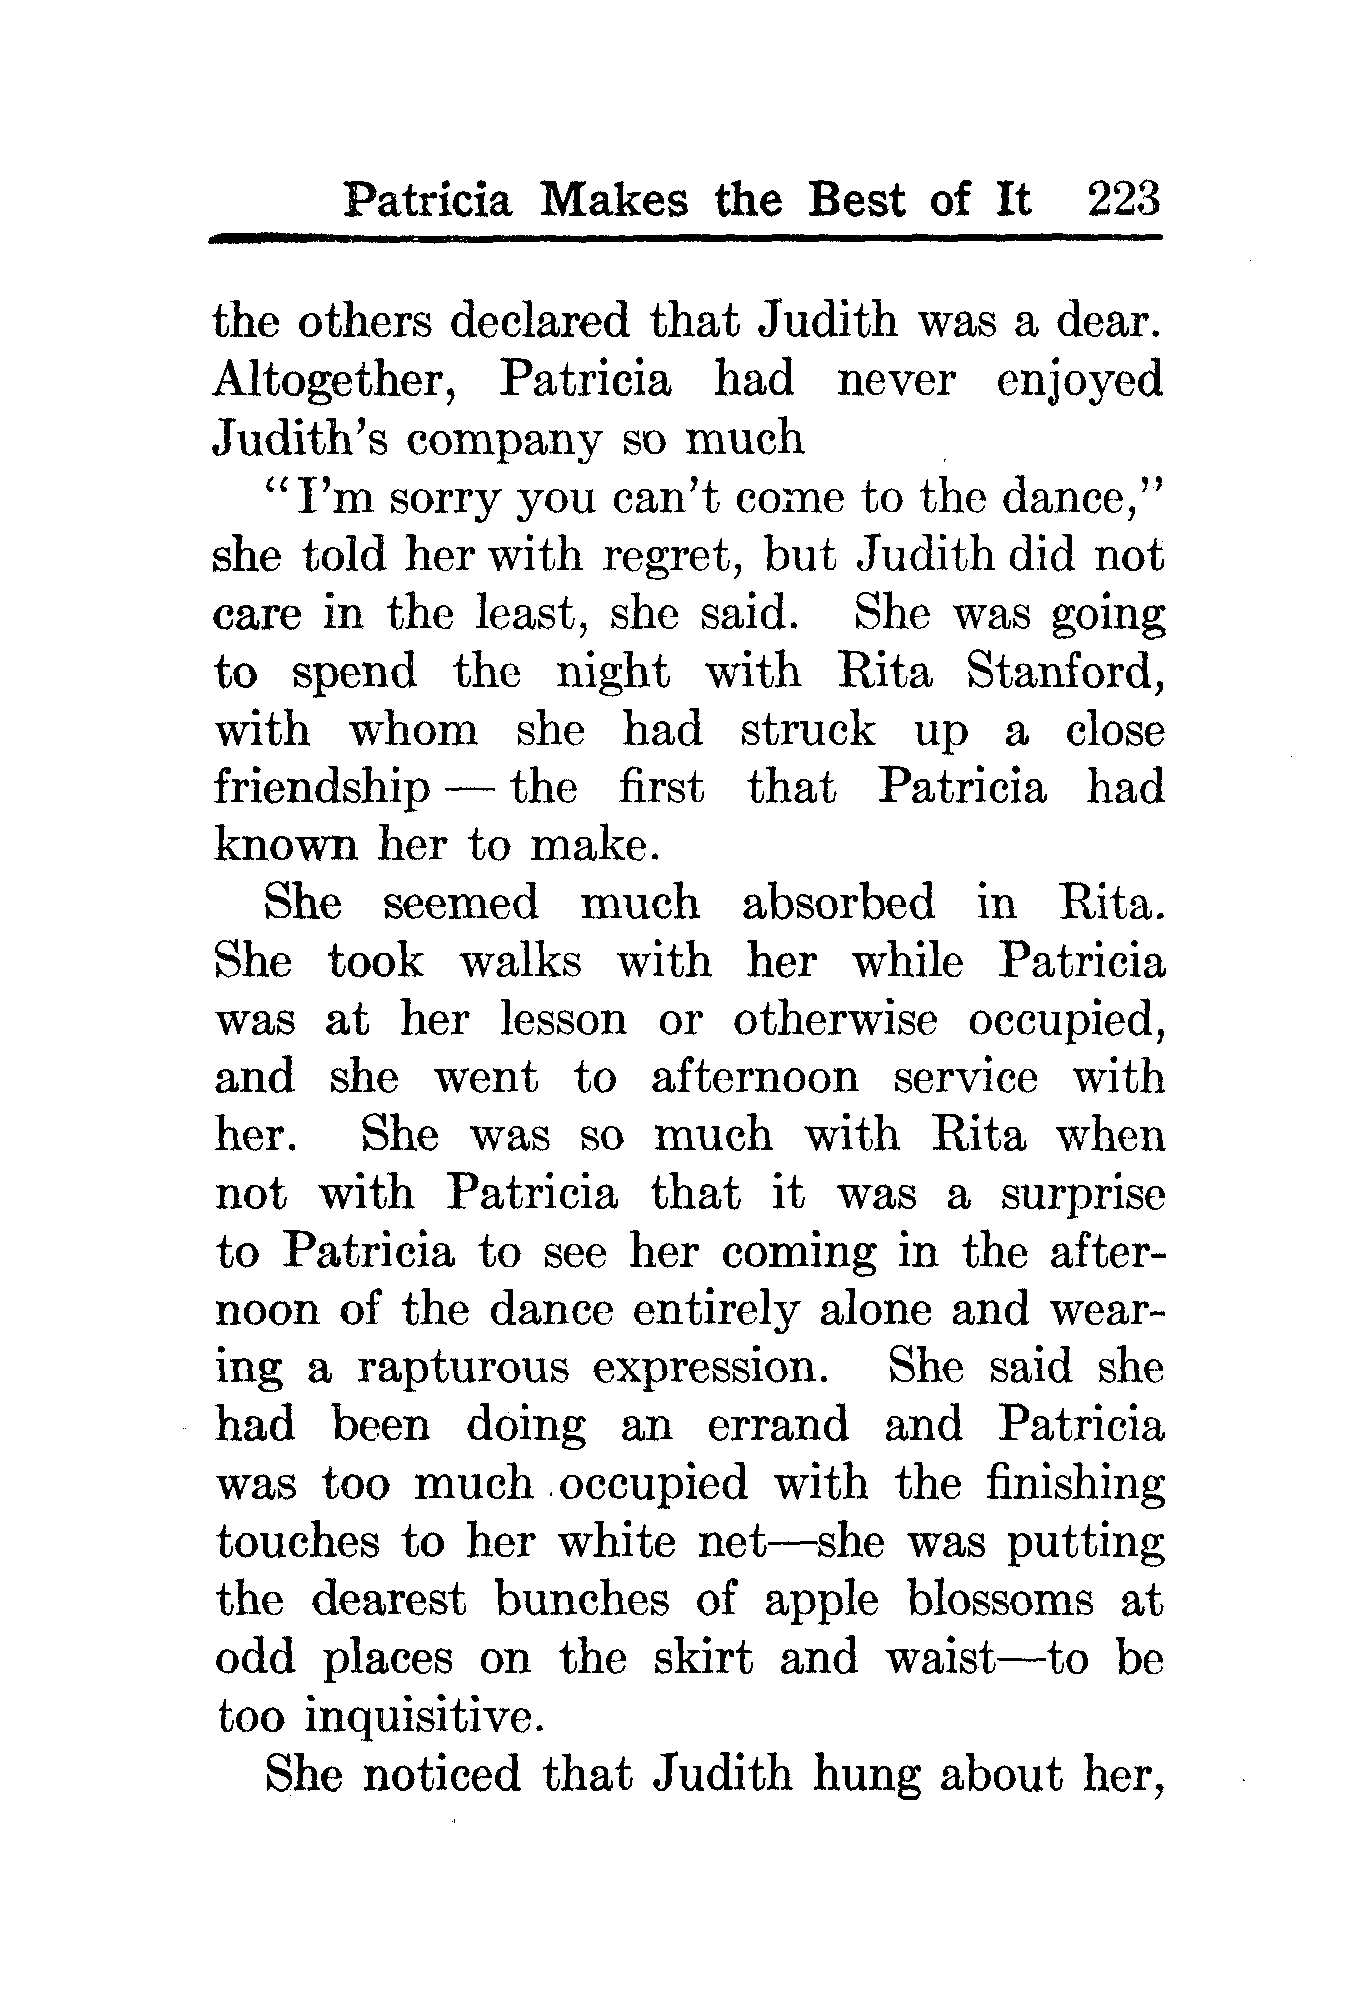 Patricia Makes the Best of It 223
the others declared that Judith was a dear.
Altogether, Patricia had never enjoyed
Judith's company so much
"I'm sorry you can't come to the dance,"
she told her with regret, but Judith did not
care in the least, she said. She was going
to spend the night with Rita Stanford,
with whom she had struck up a close
friendship — the first that Patricia had
known her to make.
She seemed much absorbed in Rita.
She took walks with her while Patricia
was at her lesson or otherwise occupied,
and she went to afternoon service with
her. She was so much with Rita when
not with Patricia that it was a surprise
to Patricia to see her coming in the after-
noon of the dance entirely alone and wear-
ing a rapturous expression. She said she
had been doing an errand and Patricia
was too much occupied with the finishing
touches to her white net—she was putting
the dearest bunches of apple blossoms at
odd places on the skirt and waist—to be
too inquisitive.
She noticed that Judith hung about her,